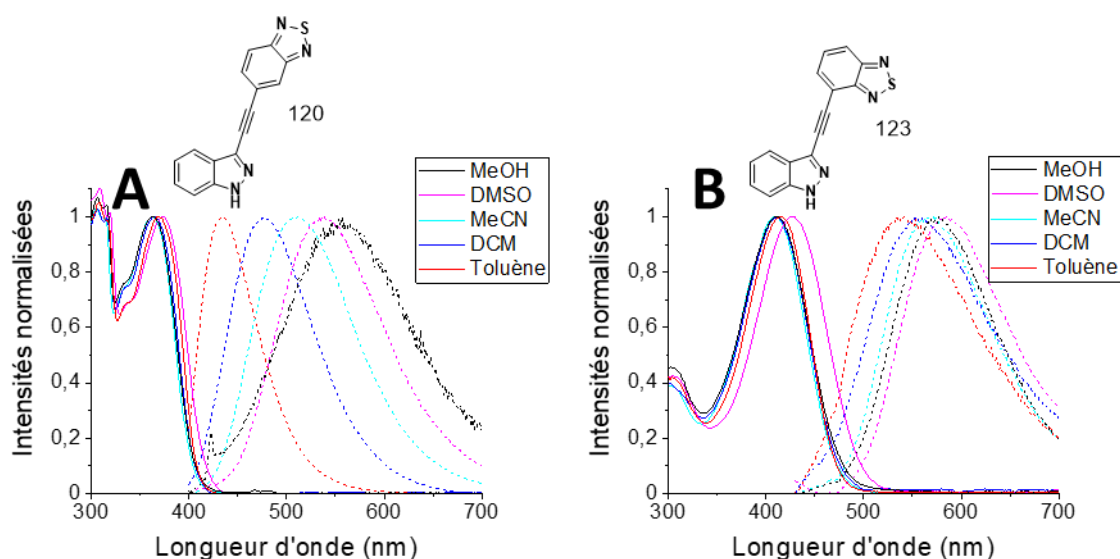 N
S
N
120
N
N
H
A
MeOH
DMSO
MeCN
DCM
Toluène
Intensités normalisées
1
0,8
0,6
0,4
0,2
0
300 400 500 600 700
Longueur d'onde (nm)
N
S
N
123
N
N
H
B
MeOH
DMSO
MeCN
DCM
Toluène
Intensités normalisées
1
0,8
0,6
0,4
0,2
0
300 400 500 600 700
Longueur d'onde (nm)